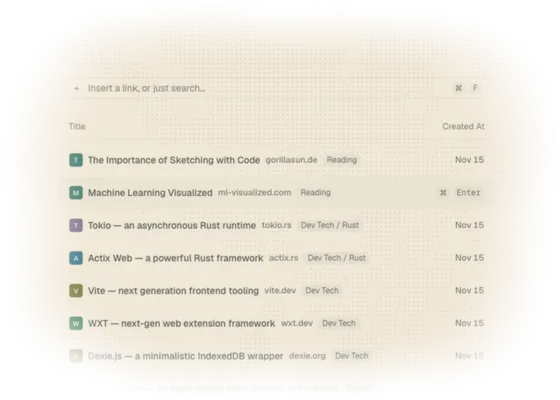 + Insert a link, or just search... ⌘ F
Title Created At
T The Importance of Sketching with Code gorillasun.de Reading Nov 15
M Machine Learning Visualized ml-visualized.com Reading ⌘ Enter
T Tokio — an asynchronous Rust runtime tokio.rs Dev Tech / Rust Nov 15
A Actix Web — a powerful Rust framework actix.rs Dev Tech / Rust Nov 15
V Vite — next generation frontend tooling vite.dev Dev Tech Nov 15
W WXT — next-gen web extension framework wxt.dev Dev Tech Nov 15
D Dexie.js — a minimalistic IndexedDB wrapper dexie.org Dev Tech Nov 15